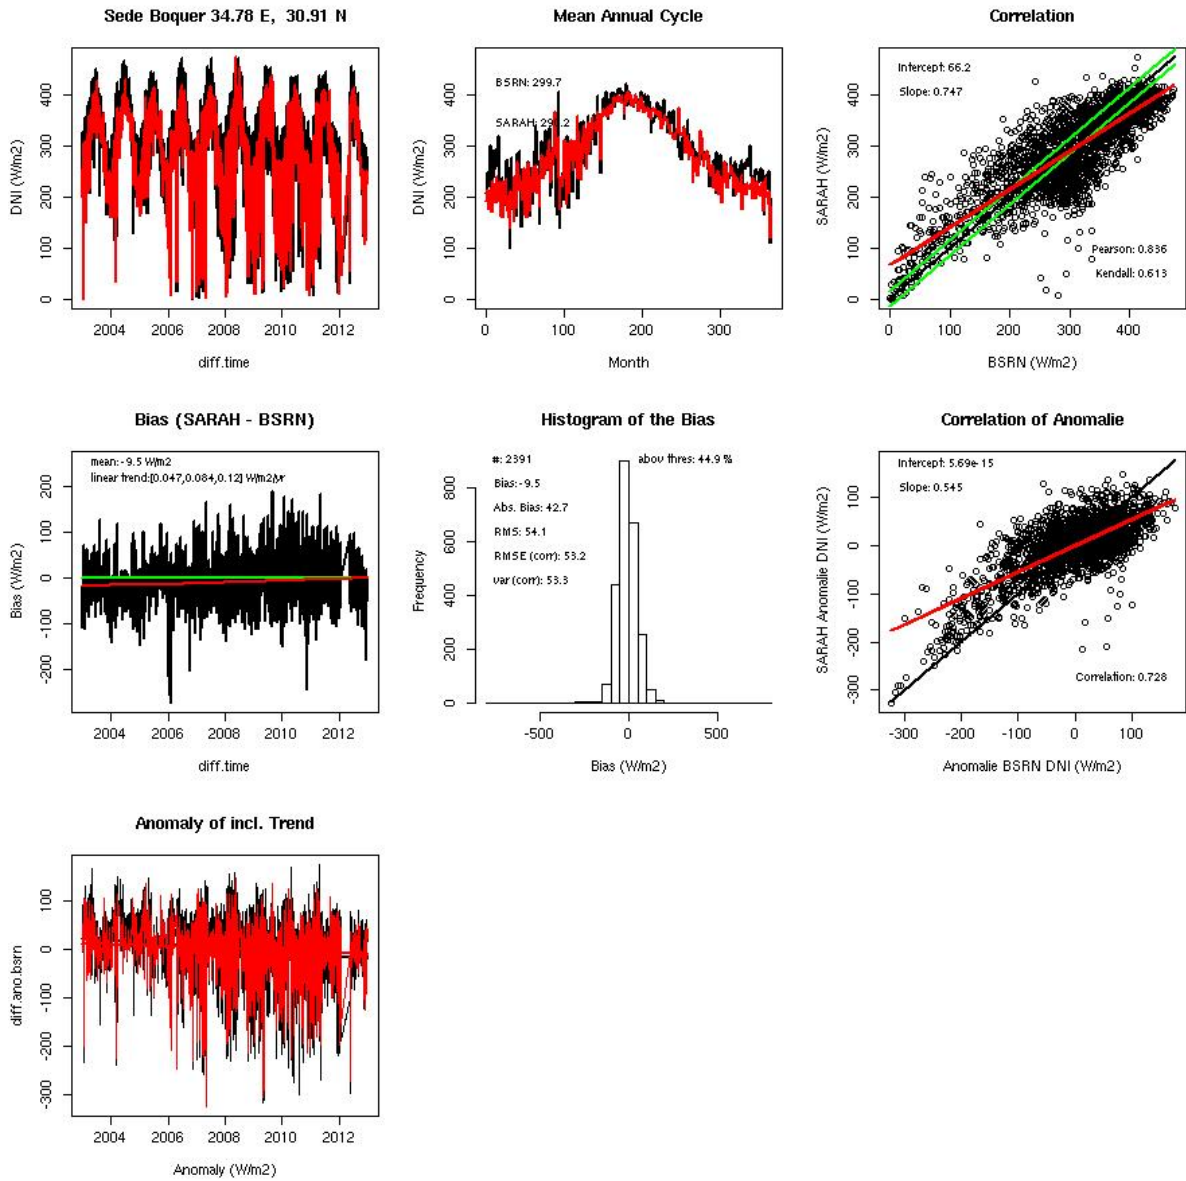 Sede Boquer 34.78 E, 30.91 N
DNI (W/m2)
400
300
200
100
0
2004 2006 2008 2010 2012
diff.time
Mean Annual Cycle
BSRN: 299.7
SARAH:
DNI (W/m2)
400
300
200
100
0
0 100 200 300
Month
Correlation
Intercept: 66.2
Slope: 0.747
Pearson: 0.836
Kendall: 0.613
SARAH (W/m2)
400
300
200
100
0
0 100 200 300 400
BSRN (W/m2)
Bias (SARAH - BSRN)
mean:-9.5 W/m2
linear trend:[0.047,0.084,0.12] W/m2/yr
Bias (W/m2)
200
100
0
-100
-200
2004 2006 2008 2010 2012
diff.time
Histogram of the Bias
#: 2391
abov thres: 44.9 %
Bias:-9.5
Abs. Bias: 42.7
RMS: 54.1
RMSE (corr): 53.2
var (corr): 53.3
Frequency
800
600
400
200
0
-500 0 500
Bias (W/m2)
Correlation of Anomalie
Intercept: 5.69e-15
Slope: 0.545
Correlation: 0.728
SARAH Anomalie DNI (W/m2)
100
0
-100
-200
-300
-300 -200 -100 0 100
Anomalie BSRN DNI (W/m2)
Anomaly of incl. Trend
diff.ano.bsrn
100
0
-100
-200
-300
2004 2006 2008 2010 2012
Anomaly (W/m2)